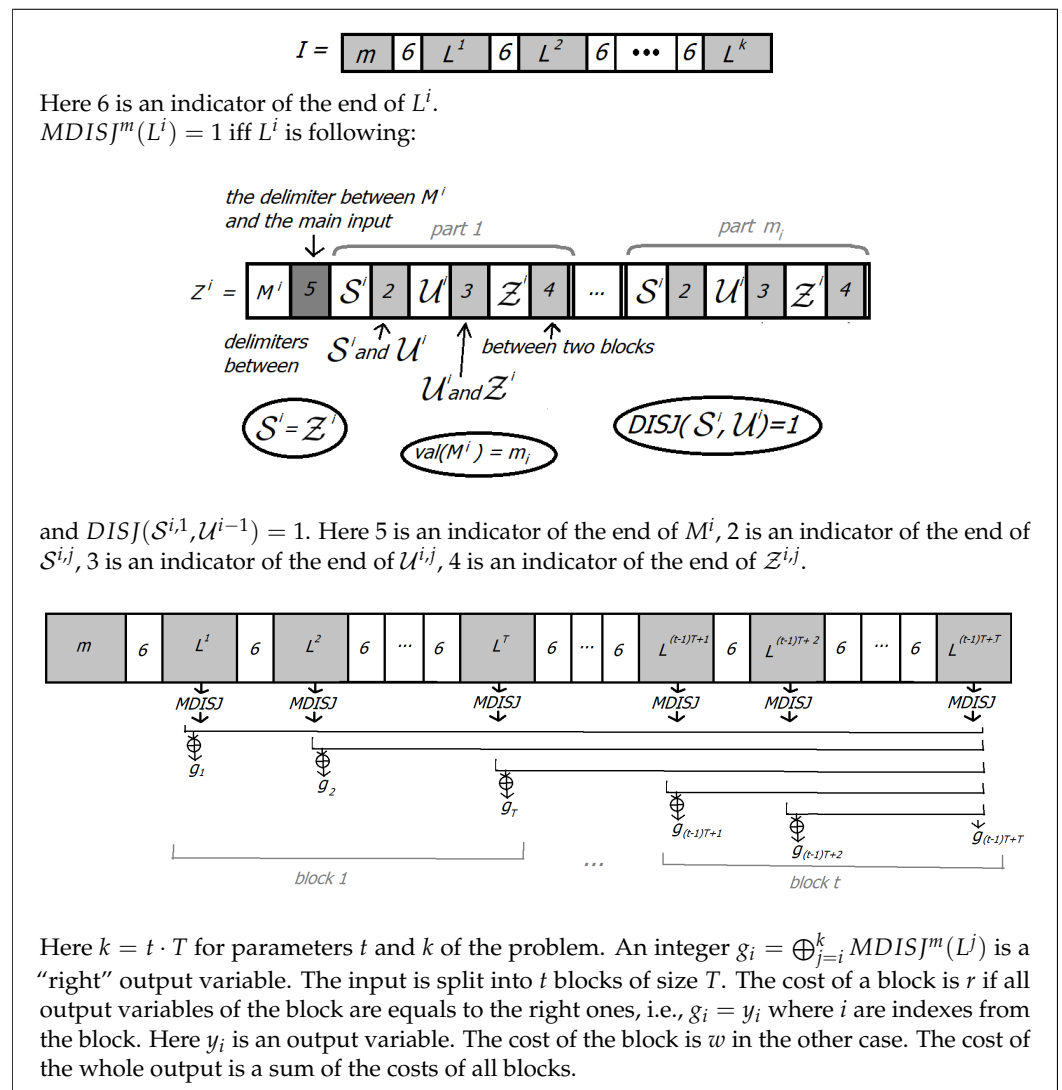 I = m 6 L^1 6 L^2 6 ••• 6 L^k
Here 6 is an indicator of the end of L^i.
MDISJ^m(L^i) = 1 iff L^i is following:
the delimiter between M^i
and the main input
part 1 part m_i
Z^i = M^i 5 S^i 2 U^i 3 Z^i 4 ... S^i 2 U^i 3 Z^i 4
delimiters
between
S^i and U^i
between two blocks
U^i and Z^i
S^i = Z^i
val(M^i) = m_i
DISJ(S^i, U^i)=1
and DISJ(S^{i,1}, U^{i−1}) = 1. Here 5 is an indicator of the end of M^i, 2 is an indicator of the end of
S^{i,j}, 3 is an indicator of the end of U^{i,j}, 4 is an indicator of the end of Z^{i,j}.
m 6 L^1 6 L^2 6 ... 6 L^T 6 ... 6 L^{(t-1)T+1} 6 L^{(t-1)T+2} 6 ... 6 L^{(t-1)T+T}
MDISJ MDISJ MDISJ MDISJ MDISJ MDISJ
⊕ ⊕ ⊕ ⊕ ⊕
g_1 g_2 g_T g_{(t-1)T+1} g_{(t-1)T+2} g_{(t-1)T+T}
block 1 ... block t
Here k = t · T for parameters t and k of the problem. An integer g_i = ⊕_{j=i}^k MDISJ^m(L^j) is a
“right” output variable. The input is split into t blocks of size T. The cost of a block is r if all
output variables of the block are equals to the right ones, i.e., g_i = y_i where i are indexes from
the block. Here y_i is an output variable. The cost of the block is w in the other case. The cost of
the whole output is a sum of the costs of all blocks.